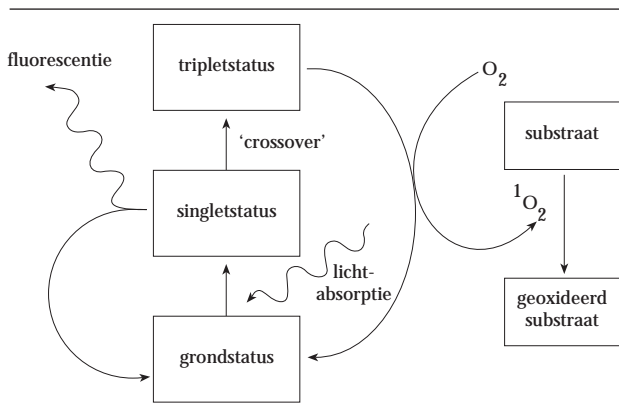 fluorescentie
tripletstatus
O₂
substraat
'crossover'
singletstatus
¹O₂
licht-
absorptie
geoxideerd
substraat
grondstatus